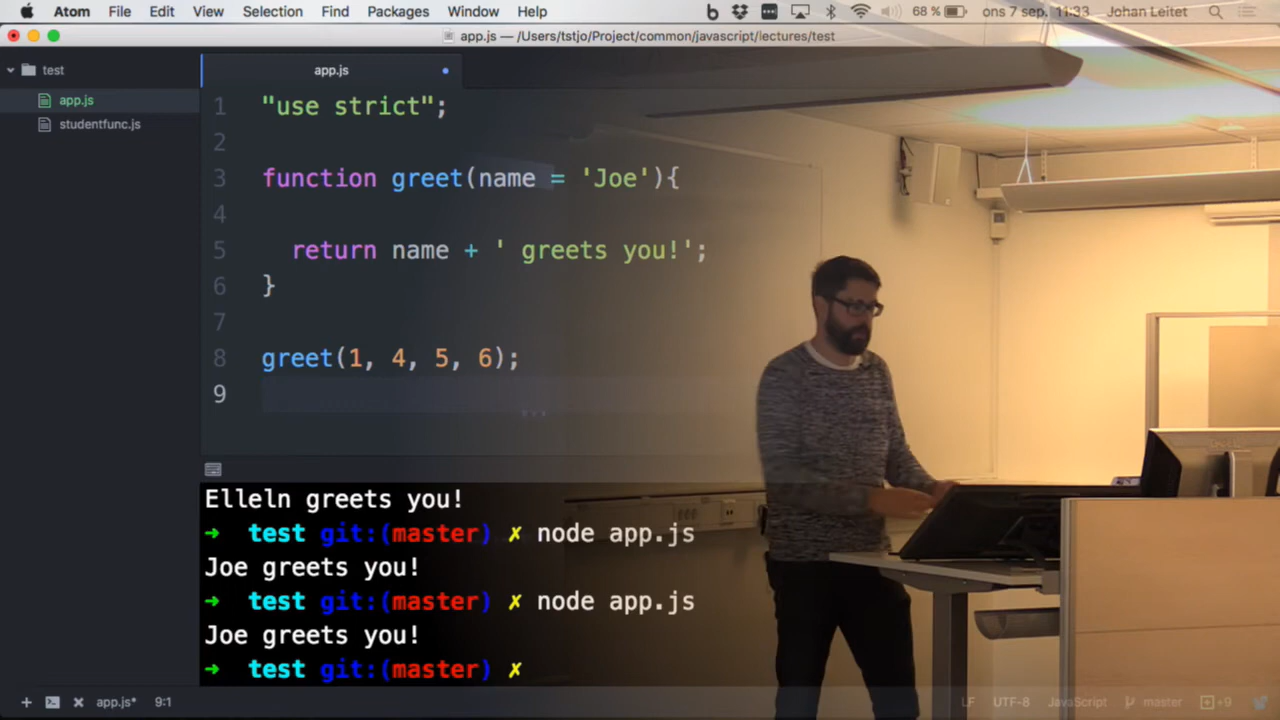 Atom File Edit View Selection Find Packages Window Help 68 % ons 7 sep. 11:33 Johan Leitet
app.js — /Users/tstjo/Project/common/javascript/lectures/test
test
app.js
studentfunc.js
app.js
1 "use strict";
2
3 function greet(name = 'Joe'){
4
5 return name + ' greets you!';
6 }
7
8 greet(1, 4, 5, 6);
9
Elleln greets you!
➜ test git:(master) ✗ node app.js
Joe greets you!
➜ test git:(master) ✗ node app.js
Joe greets you!
➜ test git:(master) ✗
app.js* 9:1 LF UTF-8 JavaScript master +9